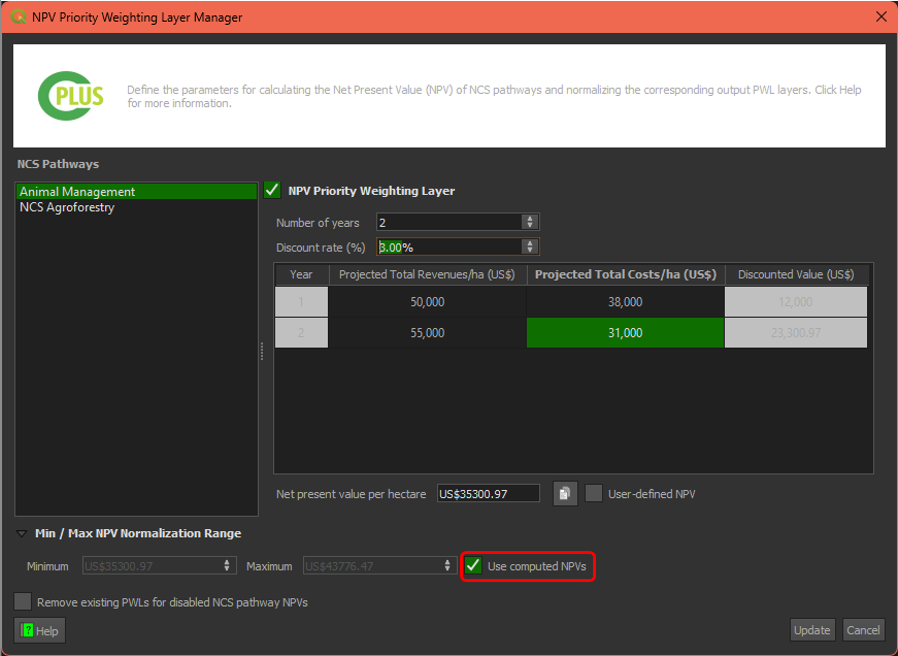 NPV Priority Weighting Layer Manager
CPLUS
Define the parameters for calculating the Net Present Value (NPV) of NCS pathways and normalizing the corresponding output PWL layers. Click Help
for more information.
NCS Pathways
Animal Management
NCS Agroforestry
NPV Priority Weighting Layer
Number of years 2
Discount rate (%) 3.00%
Year Projected Total Revenues/ha (US$) Projected Total Costs/ha (US$) Discounted Value (US$)
1 50,000 38,000 12,000
2 55,000 31,000 23,300.97
Net present value per hectare US$35300.97 User-defined NPV
Min / Max NPV Normalization Range
Minimum US$35300.97 Maximum US$43776.47 Use computed NPVs
Remove existing PWLs for disabled NCS pathway NPVs
? Help Update Cancel